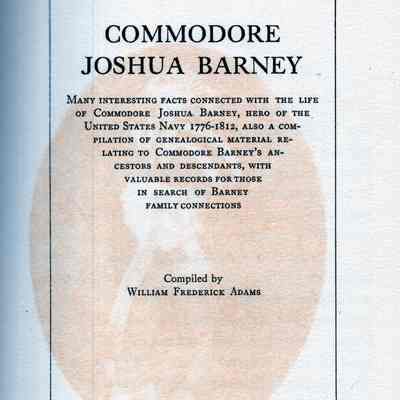 COMMODORE
JOSHUA BARNEY
MANY INTERESTING FACTS CONNECTED WITH THE LIFE
OF COMMODORE JOSHUA BARNEY, HERO OF THE
UNITED STATES NAVY 1776-1812, ALSO A COM-
PILATION OF GENEALOGICAL MATERIAL RE-
LATING TO COMMODORE BARNEY'S AN-
CESTORS AND DESCENDANTS, WITH
VALUABLE RECORDS FOR THOSE
IN SEARCH OF BARNEY
FAMILY CONNECTIONS
Compiled by
WILLIAM FREDERICK ADAMS